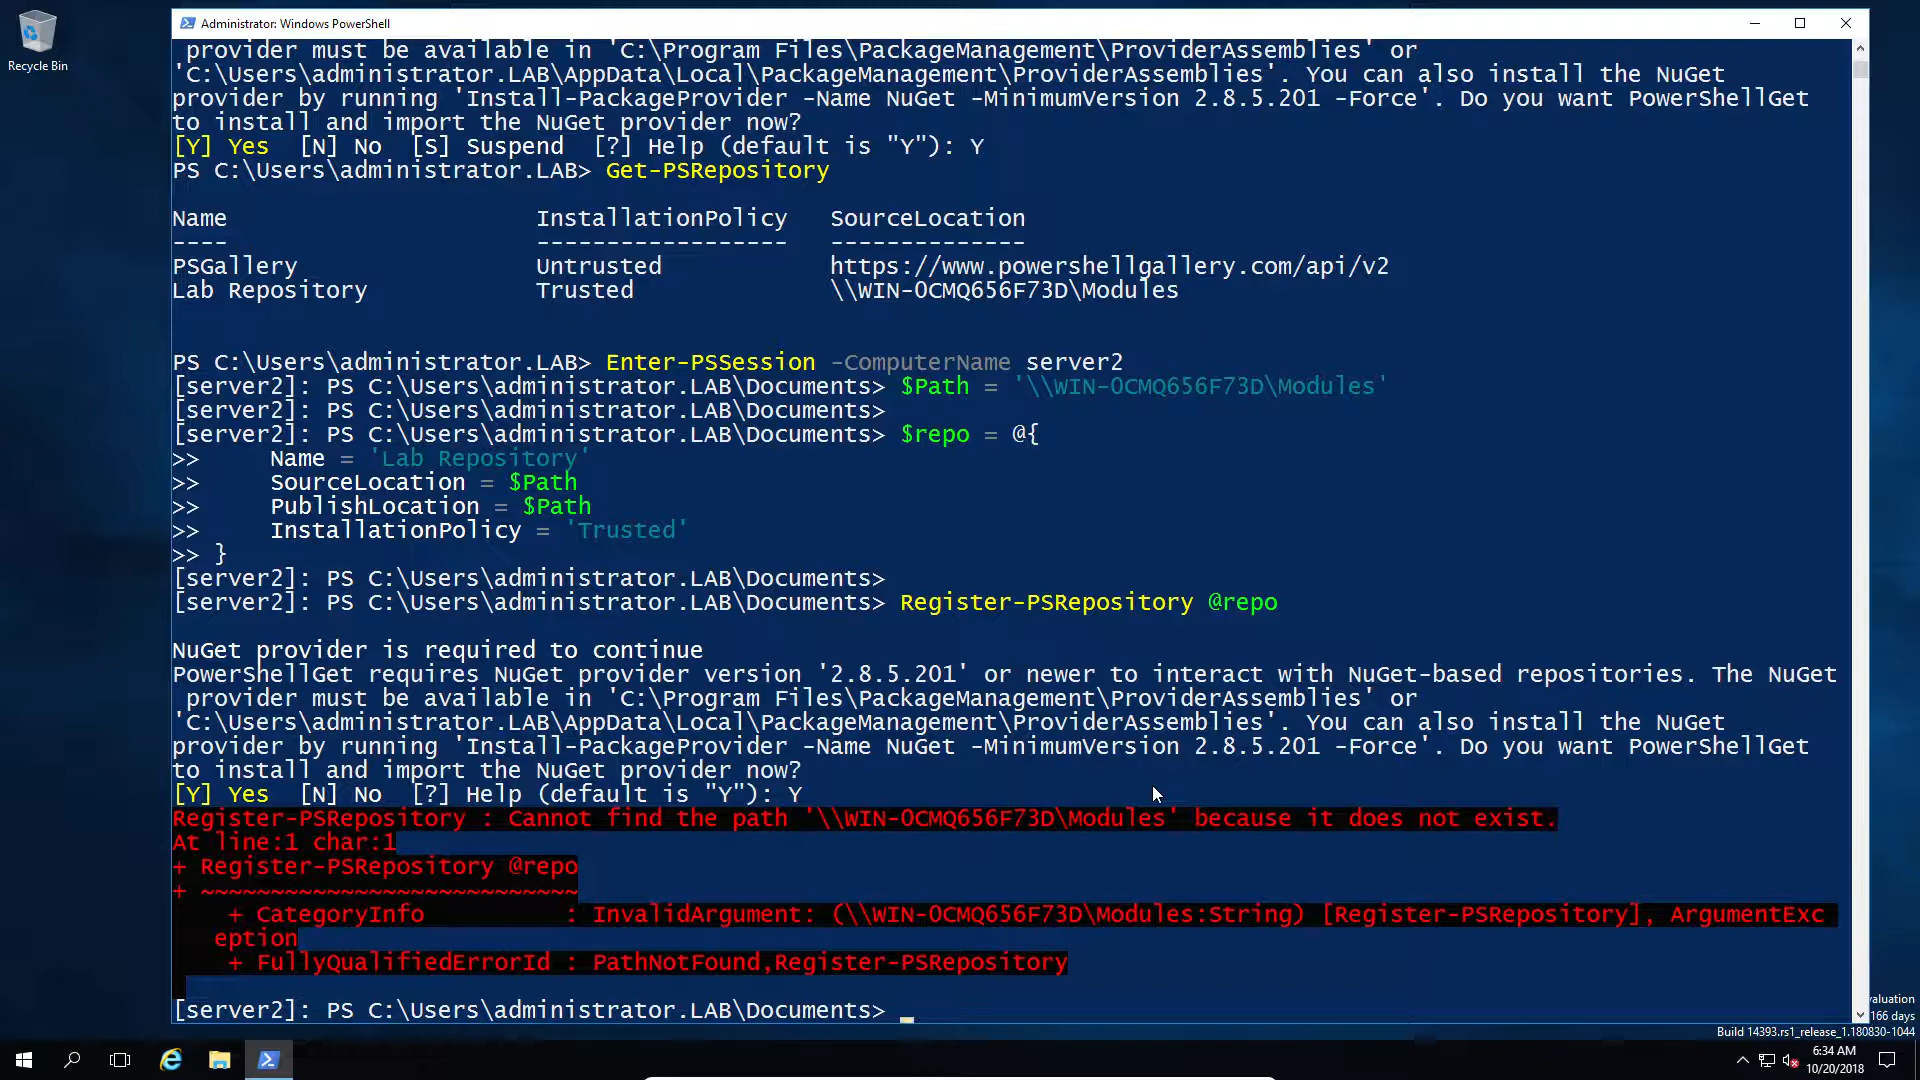 Recycle Bin
Administrator: Windows PowerShell
provider must be available in 'C:\Program Files\PackageManagement\ProviderAssemblies' or
'C:\Users\administrator.LAB\AppData\Local\PackageManagement\ProviderAssemblies'. You can also install the NuGet
provider by running 'Install-PackageProvider -Name NuGet -MinimumVersion 2.8.5.201 -Force'. Do you want PowerShellGet
to install and import the NuGet provider now?
[Y] Yes  [N] No  [S] Suspend  [?] Help (default is "Y"): Y
PS C:\Users\administrator.LAB> Get-PSRepository
Name InstallationPolicy SourceLocation
---- ------------------ --------------
PSGallery Untrusted https://www.powershellgallery.com/api/v2
Lab Repository Trusted \\WIN-OCMQ656F73D\Modules
PS C:\Users\administrator.LAB> Enter-PSSession -ComputerName server2
[server2]: PS C:\Users\administrator.LAB\Documents> $Path = '\\WIN-OCMQ656F73D\Modules'
[server2]: PS C:\Users\administrator.LAB\Documents>
[server2]: PS C:\Users\administrator.LAB\Documents> $repo = @{
>>     Name = 'Lab Repository'
>>     SourceLocation = $Path
>>     PublishLocation = $Path
>>     InstallationPolicy = 'Trusted'
>> }
[server2]: PS C:\Users\administrator.LAB\Documents>
[server2]: PS C:\Users\administrator.LAB\Documents> Register-PSRepository @repo
NuGet provider is required to continue
PowerShellGet requires NuGet provider version '2.8.5.201' or newer to interact with NuGet-based repositories. The NuGet
provider must be available in 'C:\Program Files\PackageManagement\ProviderAssemblies' or
'C:\Users\administrator.LAB\AppData\Local\PackageManagement\ProviderAssemblies'. You can also install the NuGet
provider by running 'Install-PackageProvider -Name NuGet -MinimumVersion 2.8.5.201 -Force'. Do you want PowerShellGet
to install and import the NuGet provider now?
[Y] Yes  [N] No  [?] Help (default is "Y"): Y
Register-PSRepository : Cannot find the path '\\WIN-OCMQ656F73D\Modules' because it does not exist.
At line:1 char:1
+ Register-PSRepository @repo
+ ~~~~~~~~~~~~~~~~~~~~~~~~~~~
    + CategoryInfo          : InvalidArgument: (\\WIN-OCMQ656F73D\Modules:String) [Register-PSRepository], ArgumentExc
   eption
    + FullyQualifiedErrorId : PathNotFound,Register-PSRepository
[server2]: PS C:\Users\administrator.LAB\Documents>
valuation
166 days
Build 14393.rs1_release_1.180830-1044
6:34 AM
10/20/2018